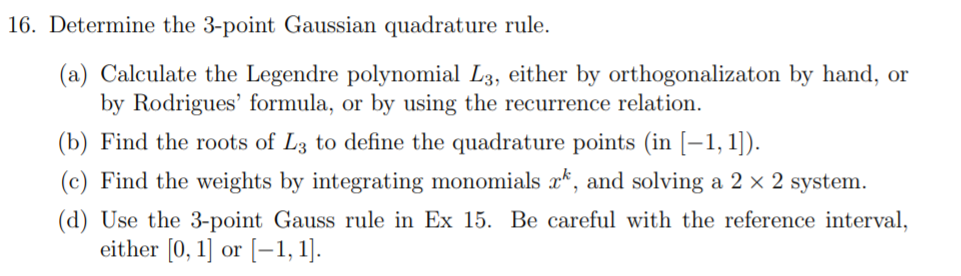 16. Determine the 3-point Gaussian quadrature rule.
(a) Calculate the Legendre polynomial L₃, either by orthogonalizaton by hand, or
by Rodrigues' formula, or by using the recurrence relation.
(b) Find the roots of L₃ to define the quadrature points (in [−1, 1]).
(c) Find the weights by integrating monomials xᵏ, and solving a 2 × 2 system.
(d) Use the 3-point Gauss rule in Ex 15. Be careful with the reference interval,
either [0, 1] or [−1, 1].